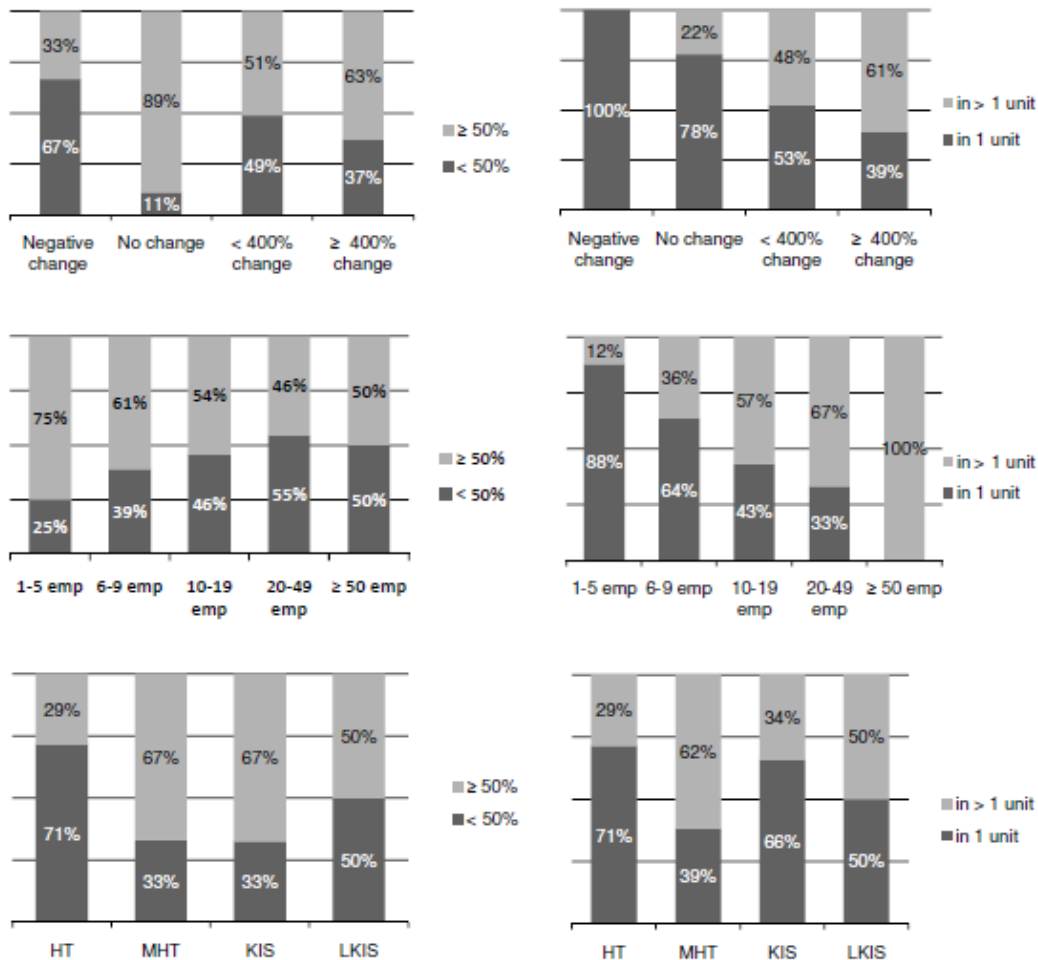 33%
89%
51%
63%
67%
11%
49%
37%
≥ 50%
< 50%
Negative change
No change
< 400% change
≥ 400% change
22%
48%
61%
100%
78%
53%
39%
in > 1 unit
in 1 unit
Negative change
No change
< 400% change
≥ 400% change
75%
61%
54%
46%
50%
25%
39%
46%
55%
50%
≥ 50%
< 50%
1-5 emp
6-9 emp
10-19 emp
20-49 emp
≥ 50 emp
12%
36%
57%
67%
100%
88%
64%
43%
33%
in > 1 unit
in 1 unit
1-5 emp
6-9 emp
10-19 emp
20-49 emp
≥ 50 emp
29%
67%
67%
50%
71%
33%
33%
50%
≥ 50%
< 50%
HT
MHT
KIS
LKIS
29%
62%
34%
50%
71%
39%
66%
50%
in > 1 unit
in 1 unit
HT
MHT
KIS
LKIS